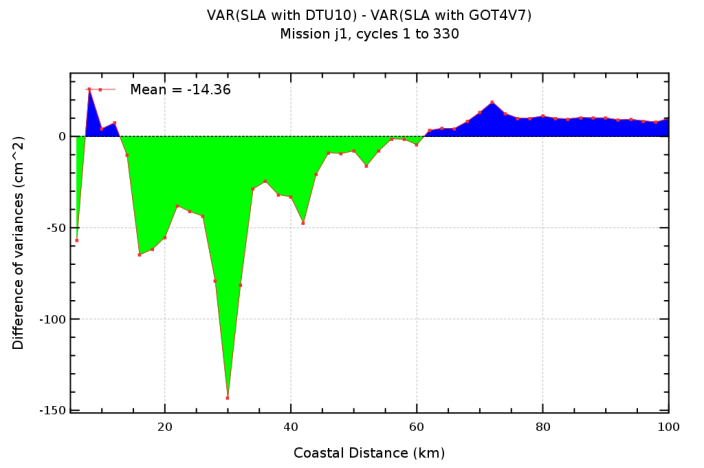 VAR(SLA with DTU10) - VAR(SLA with GOT4V7)
Mission j1, cycles 1 to 330
Mean = -14.36
Difference of variances (cm^2)
0
-50
-100
-150
20 40 60 80 100
Coastal Distance (km)